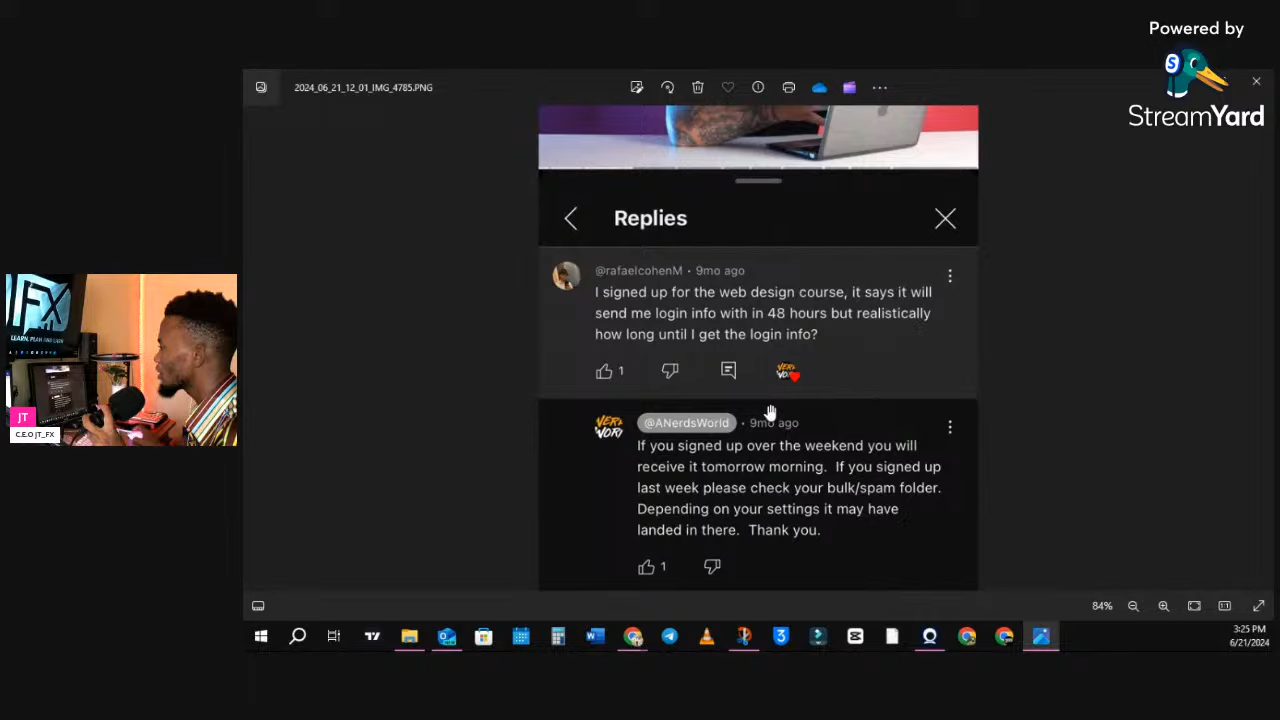 Powered by
StreamYard
2024_06_21_12_01_IMG_4785.PNG
Replies
@rafaelcohenM • 9mo ago
I signed up for the web design course, it says it will
send me login info with in 48 hours but realistically
how long until I get the login info?
1
@ANerdsWorld • 9mo ago
If you signed up over the weekend you will
receive it tomorrow morning. If you signed up
last week please check your bulk/spam folder.
Depending on your settings it may have
landed in there. Thank you.
1
FX
LEARN, PLAN AND EARN
JT
C.E.O JT_FX
84%
3:25 PM
6/21/2024